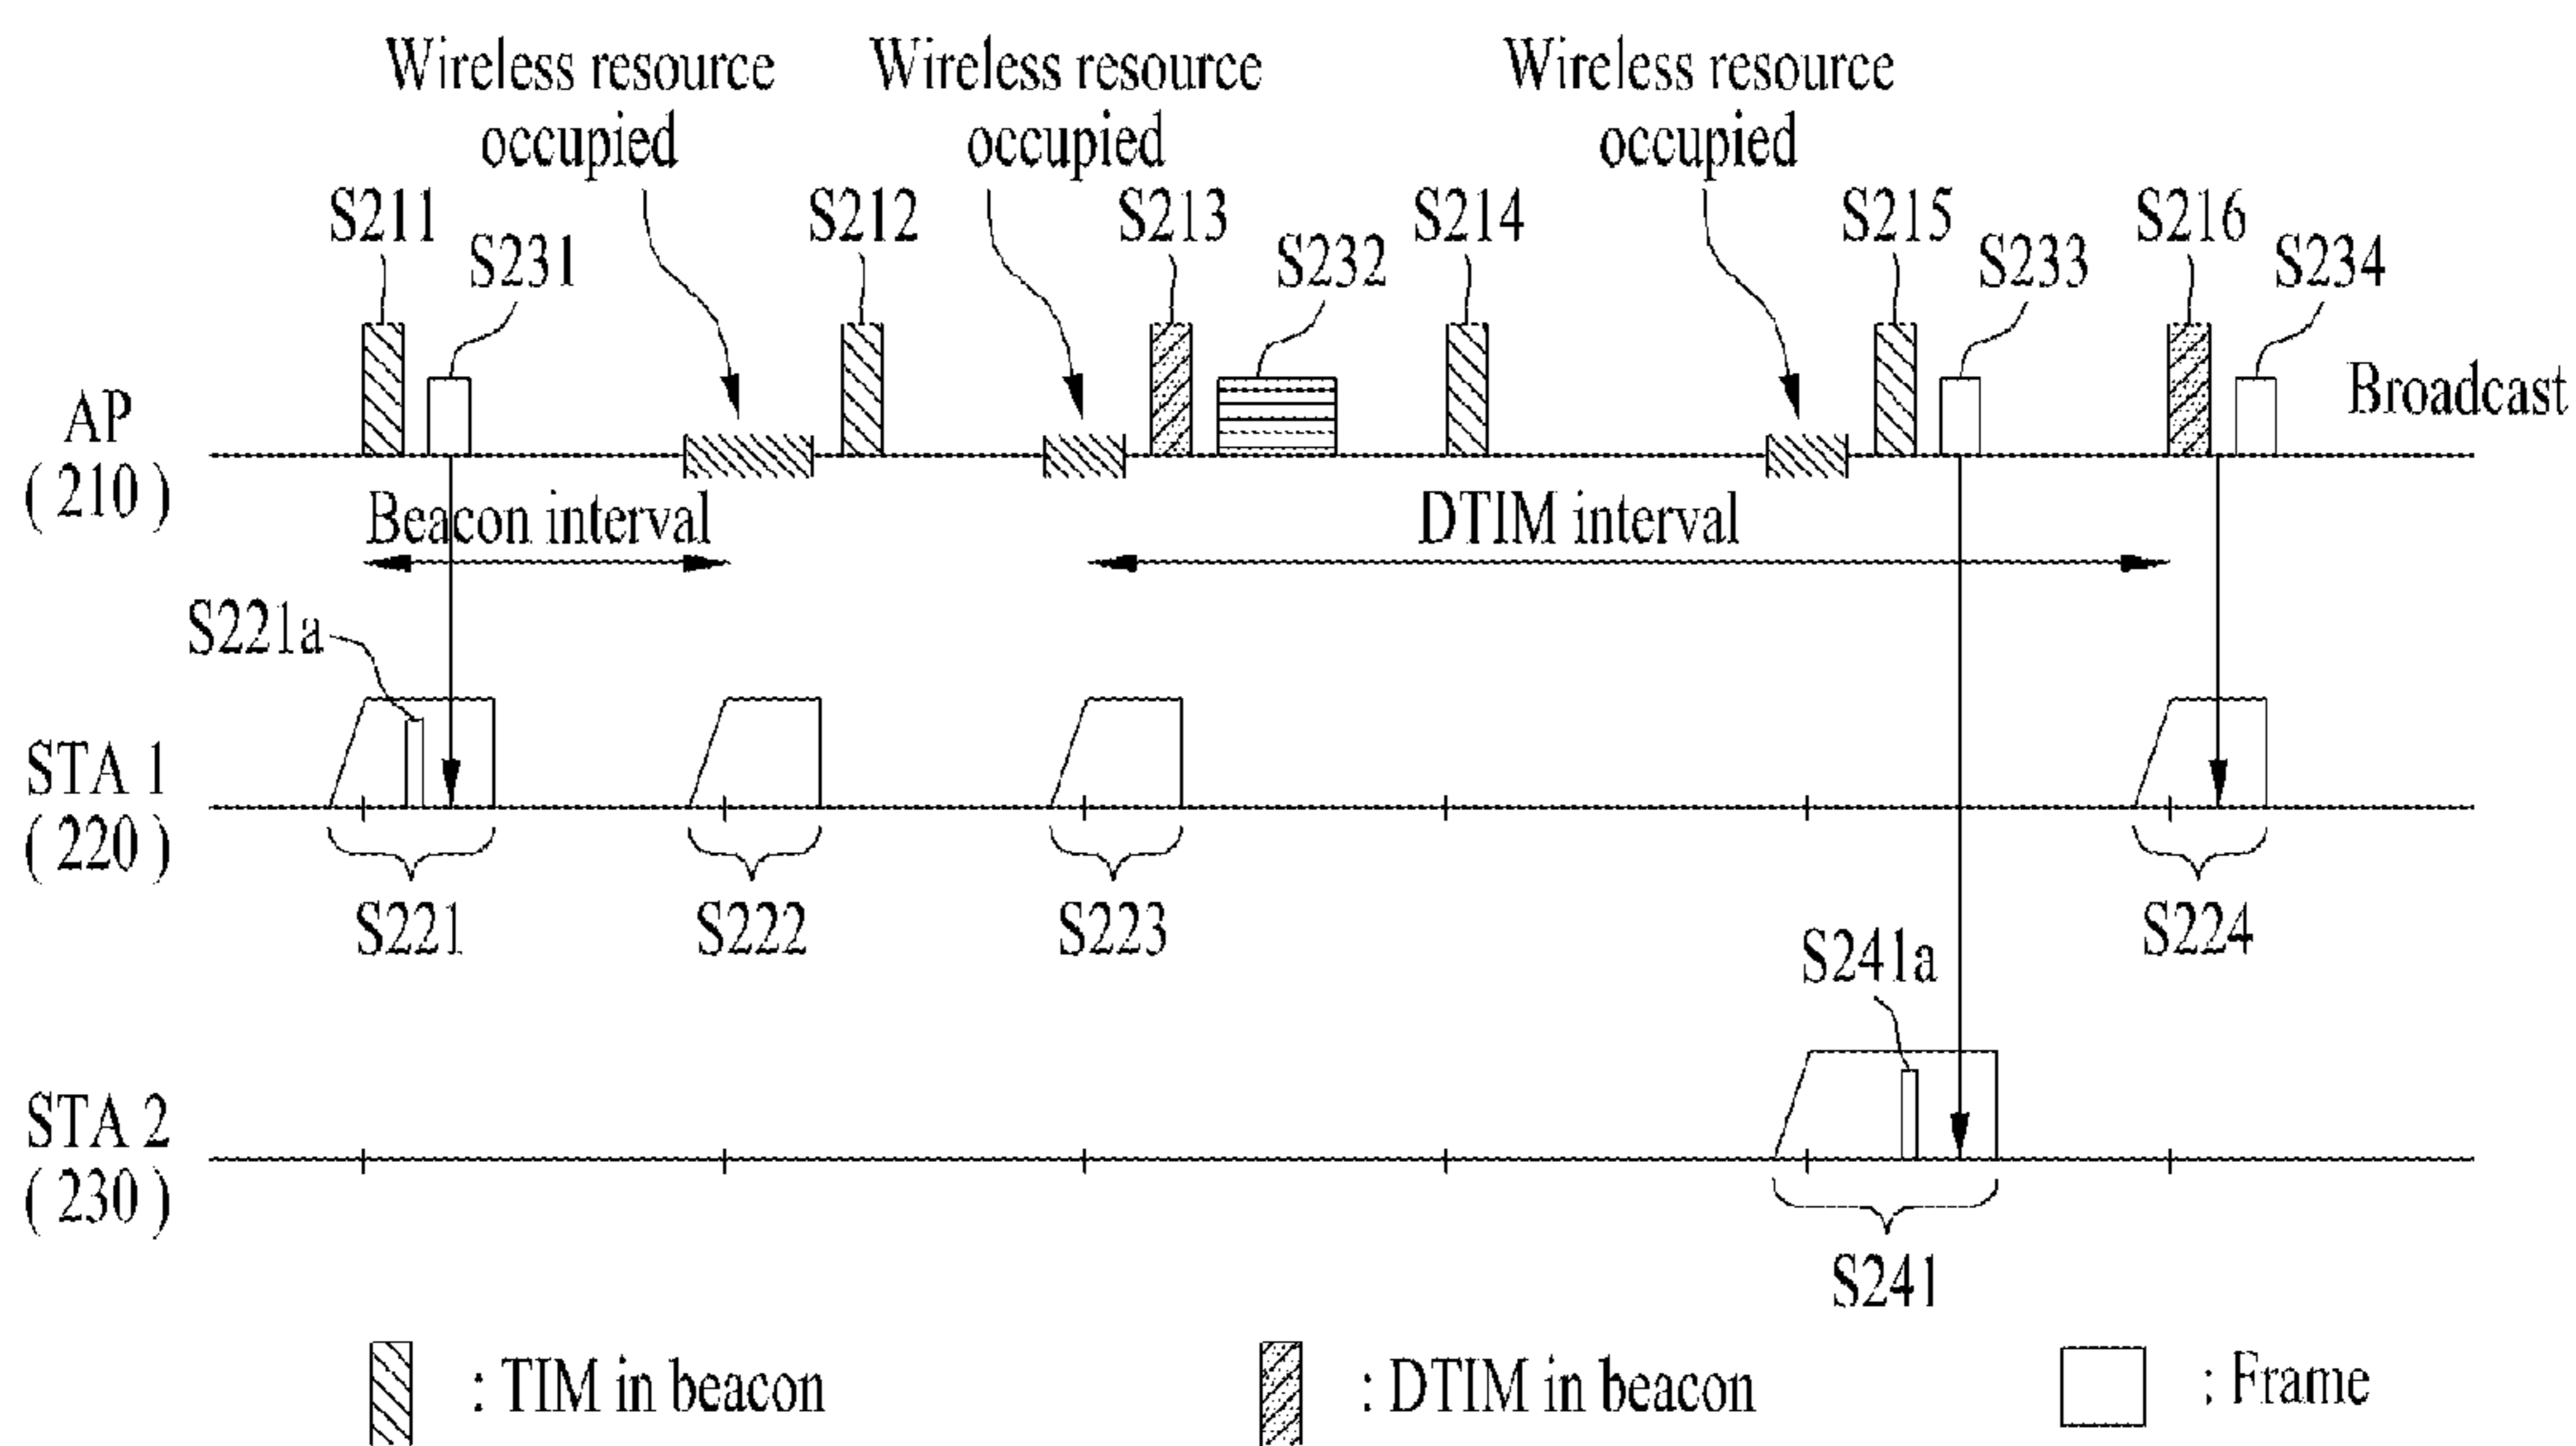 Wireless resource
occupied
Wireless resource
occupied
Wireless resource
occupied
S211
S231
S212
S213
S232
S214
S215
S233
S216
S234
Broadcast
AP
( 210 )
Beacon interval
DTIM interval
S221a
STA 1
( 220 )
S221
S222
S223
S224
S241a
STA 2
( 230 )
S241
: TIM in beacon
: DTIM in beacon
: Frame